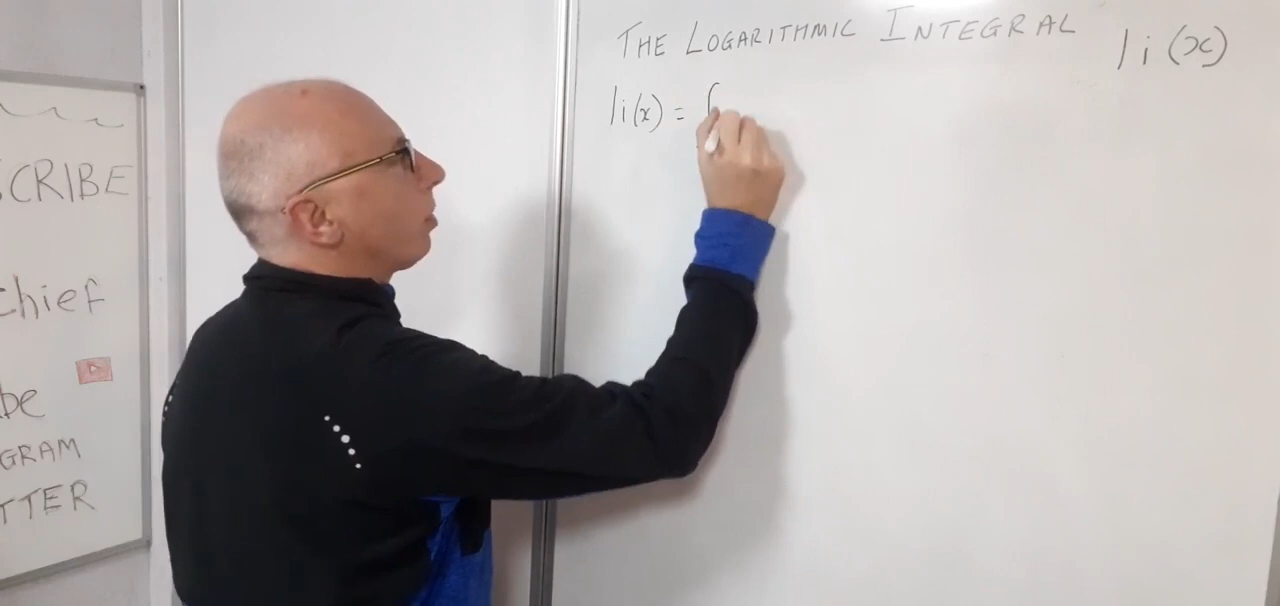 THE LOGARITHMIC INTEGRAL li(x)
li(x) = ∫
SCRIBE
chief
be
GRAM
TTER